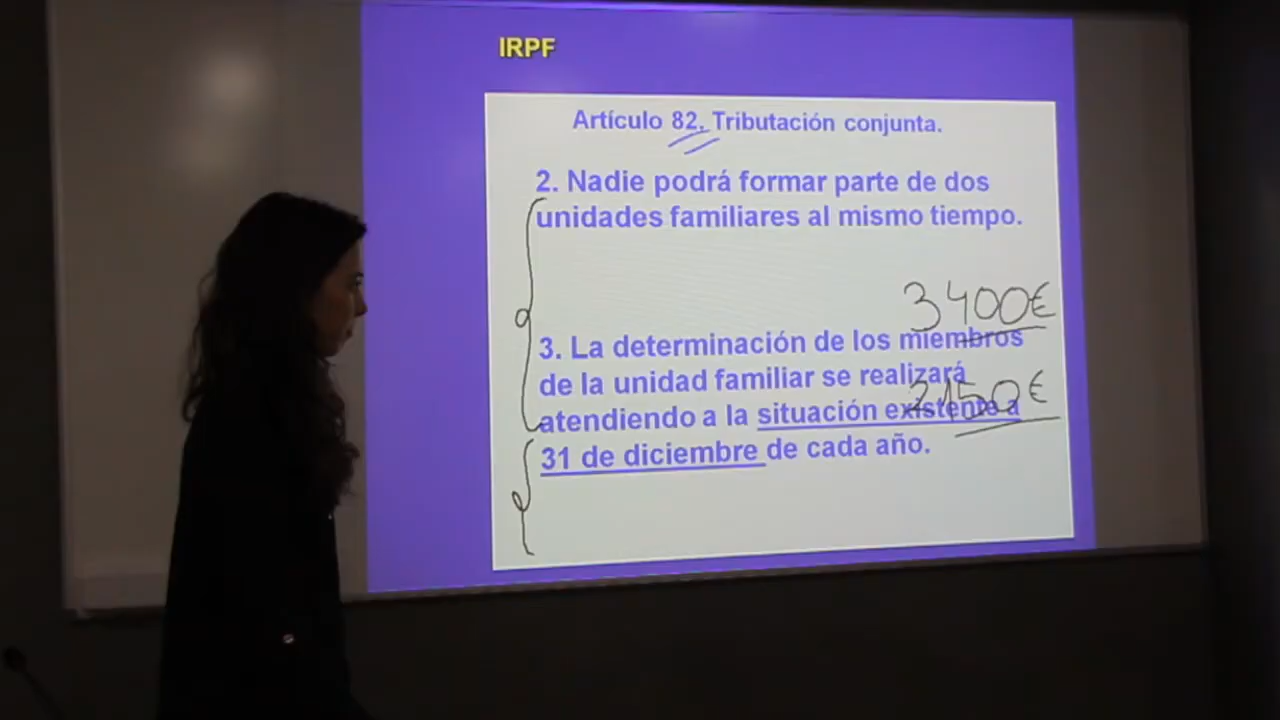 IRPF
Artículo 82. Tributación conjunta.
2. Nadie podrá formar parte de dos
unidades familiares al mismo tiempo.
3400€
3. La determinación de los miembros
de la unidad familiar se realizará
2150€
atendiendo a la situación existente a
31 de diciembre de cada año.